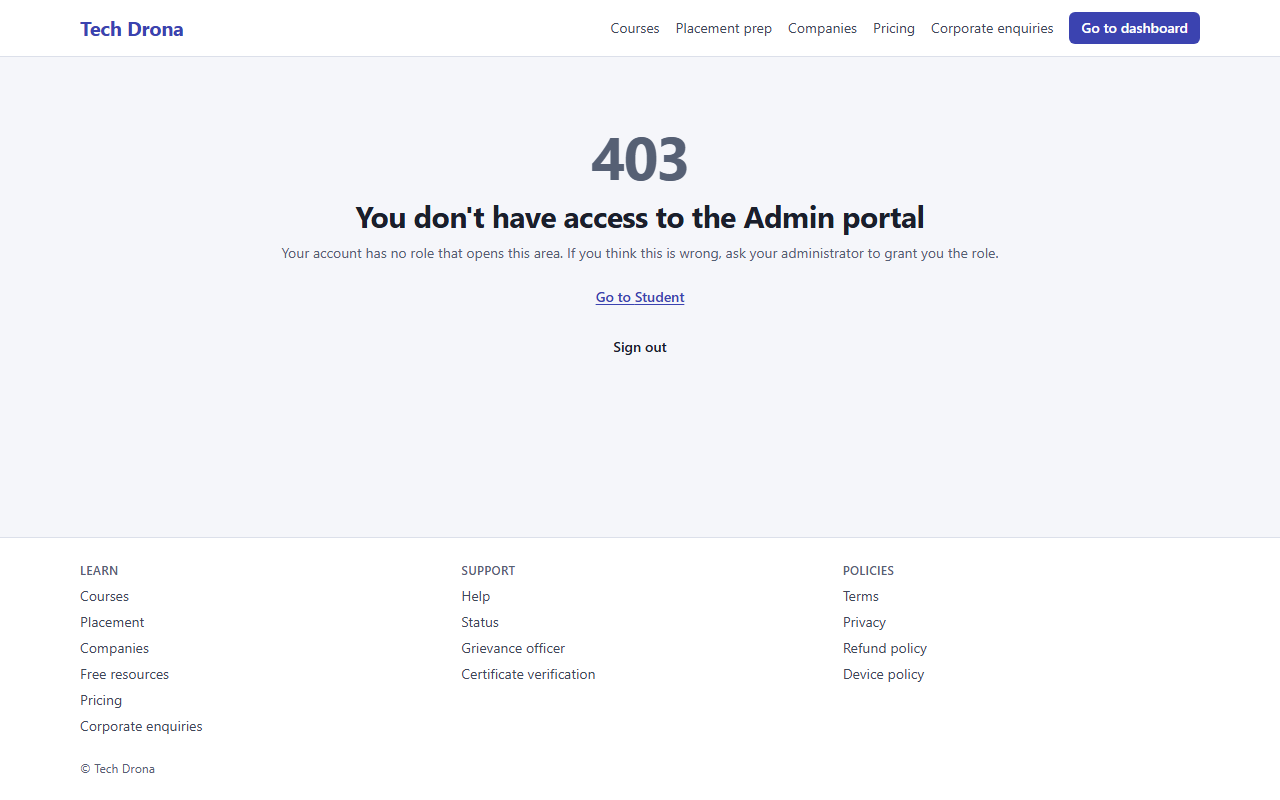 Tech Drona
Courses
Placement prep
Companies
Pricing
Corporate enquiries
Go to dashboard
403
You don't have access to the Admin portal
Your account has no role that opens this area. If you think this is wrong, ask your administrator to grant you the role.
Go to Student
Sign out
LEARN
Courses
Placement
Companies
Free resources
Pricing
Corporate enquiries
SUPPORT
Help
Status
Grievance officer
Certificate verification
POLICIES
Terms
Privacy
Refund policy
Device policy
© Tech Drona